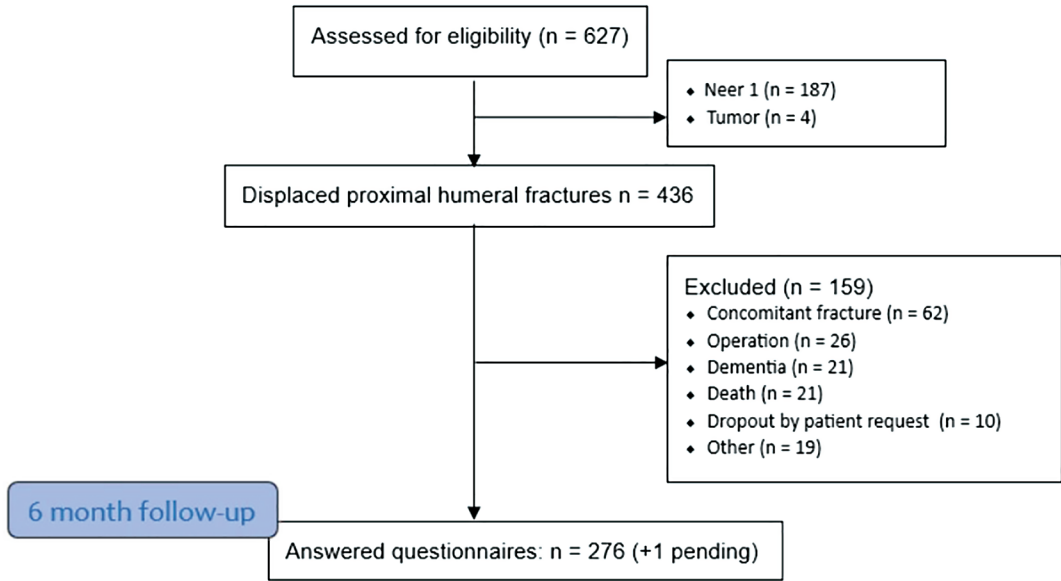 Assessed for eligibility (n = 627)
◆ Neer 1 (n = 187)
◆ Tumor (n = 4)
Displaced proximal humeral fractures n = 436
Excluded (n = 159)
◆ Concomitant fracture (n = 62)
◆ Operation (n = 26)
◆ Dementia (n = 21)
◆ Death (n = 21)
◆ Dropout by patient request (n = 10)
◆ Other (n = 19)
6 month follow-up
Answered questionnaires: n = 276 (+1 pending)